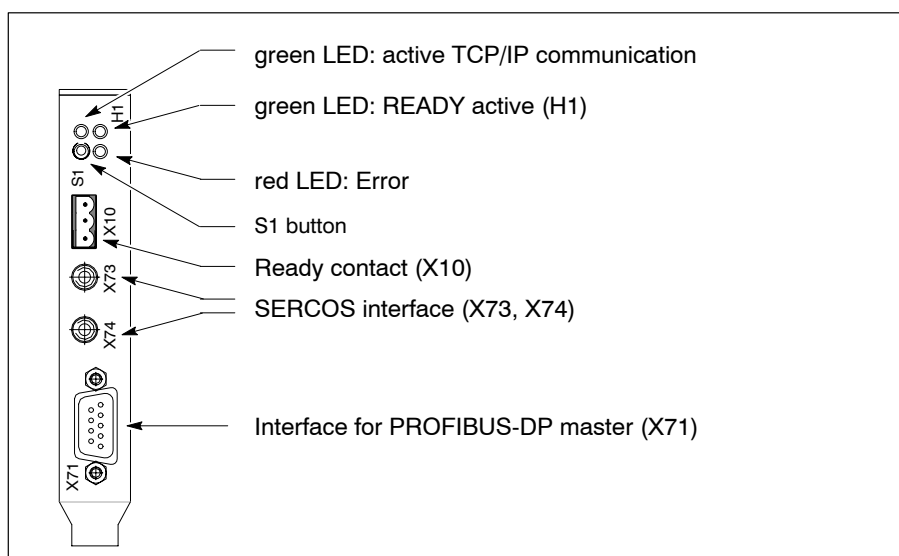 green LED: active TCP/IP communication
green LED: READY active (H1)
red LED: Error
S1 button
Ready contact (X10)
SERCOS interface (X73, X74)
Interface for PROFIBUS-DP master (X71)
H1
S1
X10
X73
X74
X71